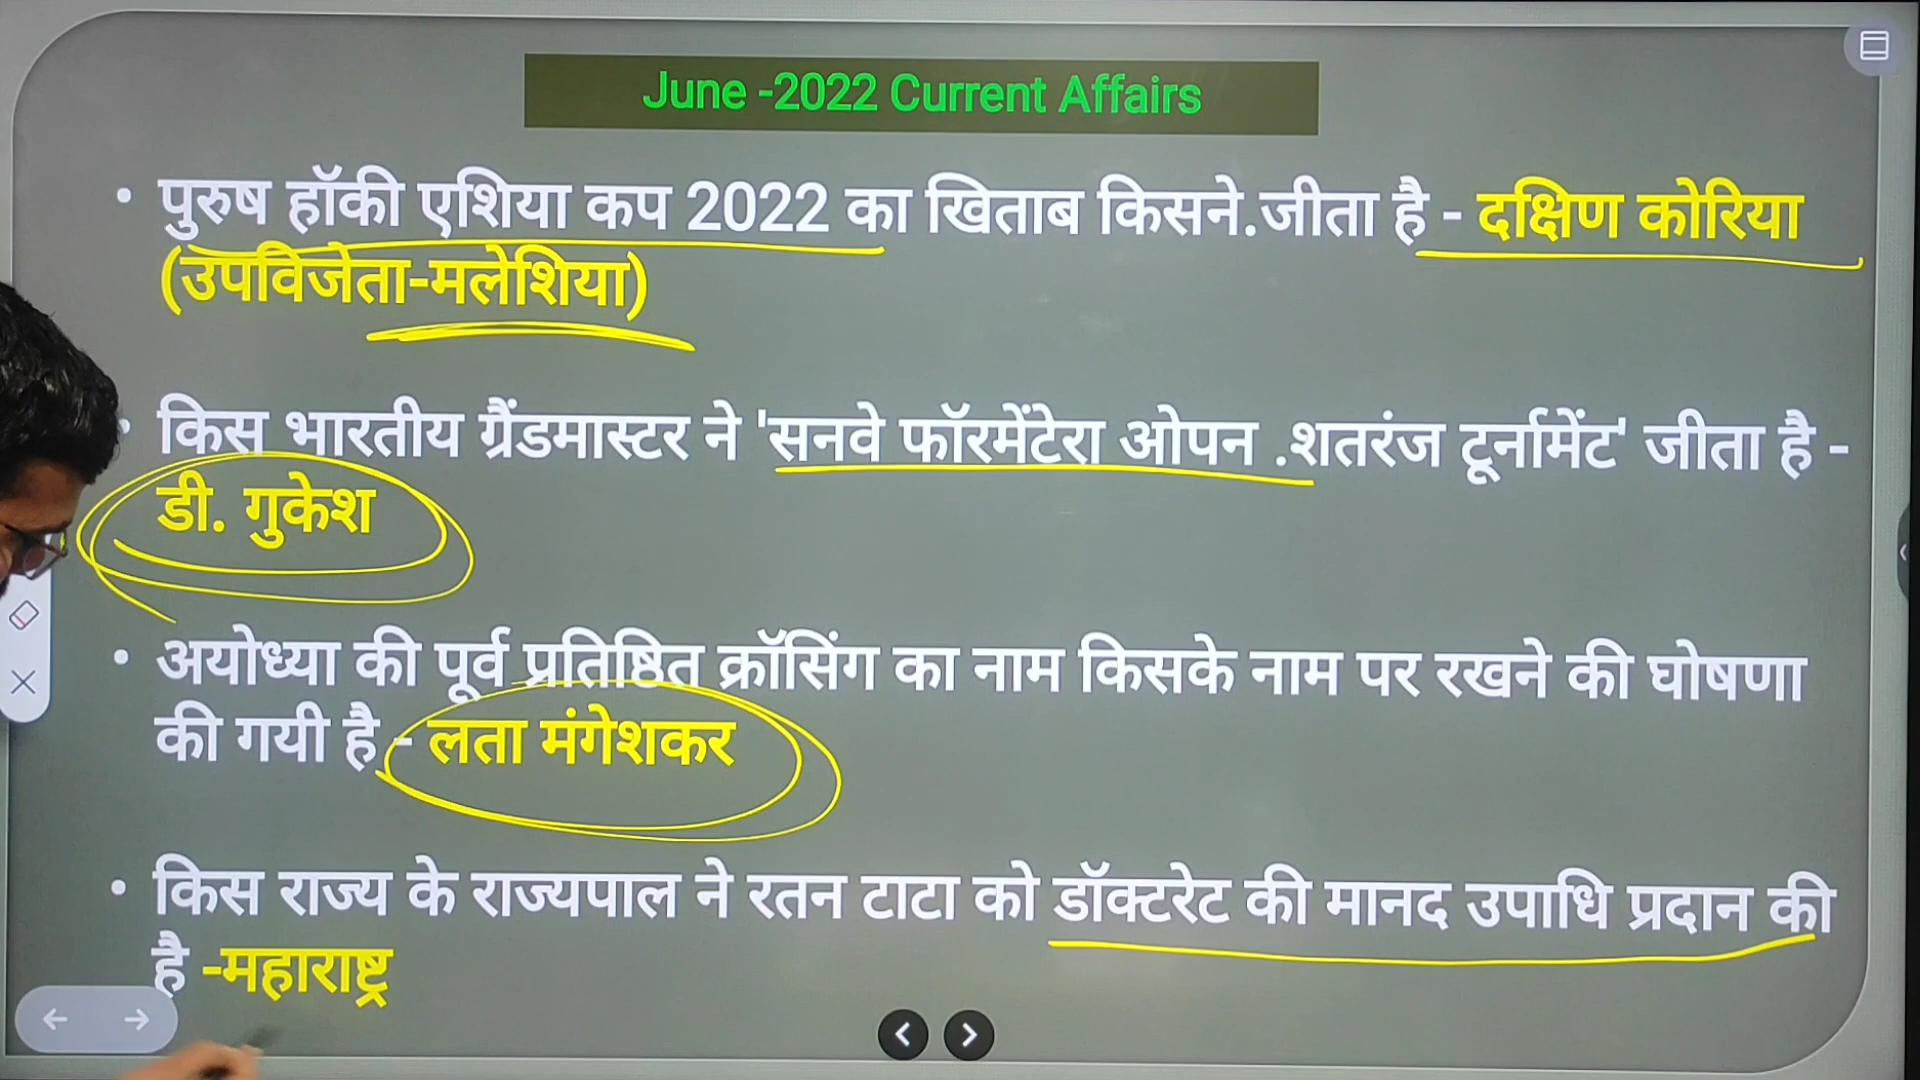 June -2022 Current Affairs
• पुरुष हॉकी एशिया कप 2022 का खिताब किसने.जीता है - दक्षिण कोरिया
(उपविजेता-मलेशिया)
• किस भारतीय ग्रैंडमास्टर ने 'सनवे फॉरमेंटेरा ओपन .शतरंज टूर्नामेंट' जीता है -
डी. गुकेश
• अयोध्या की पूर्व प्रतिष्ठित क्रॉसिंग का नाम किसके नाम पर रखने की घोषणा
की गयी है - लता मंगेशकर
• किस राज्य के राज्यपाल ने रतन टाटा को डॉक्टरेट की मानद उपाधि प्रदान की
है -महाराष्ट्र